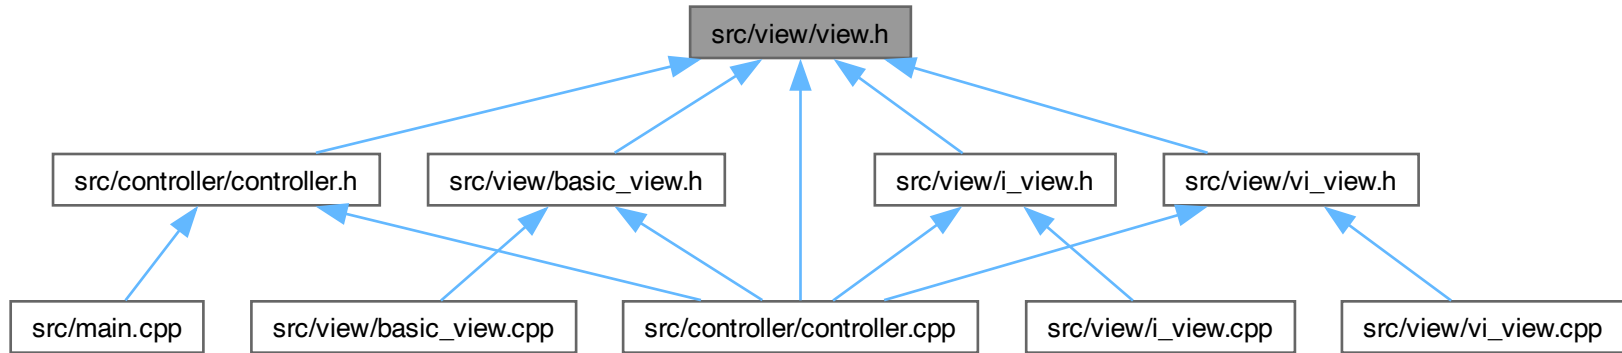 src/view/view.h
src/controller/controller.h
src/view/basic_view.h
src/view/i_view.h
src/view/vi_view.h
src/main.cpp
src/view/basic_view.cpp
src/controller/controller.cpp
src/view/i_view.cpp
src/view/vi_view.cpp